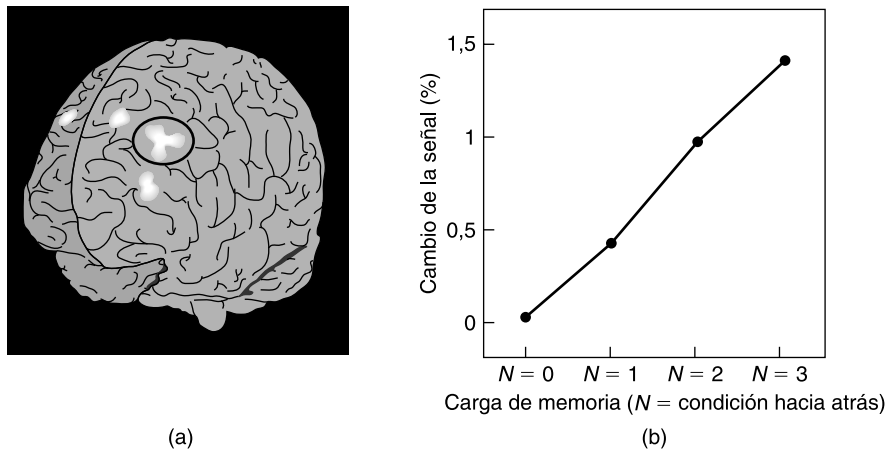 Cambio de la señal (%)
1,5
1
0,5
0
N = 0
N = 1
N = 2
N = 3
Carga de memoria (N = condición hacia atrás)
(a)
(b)